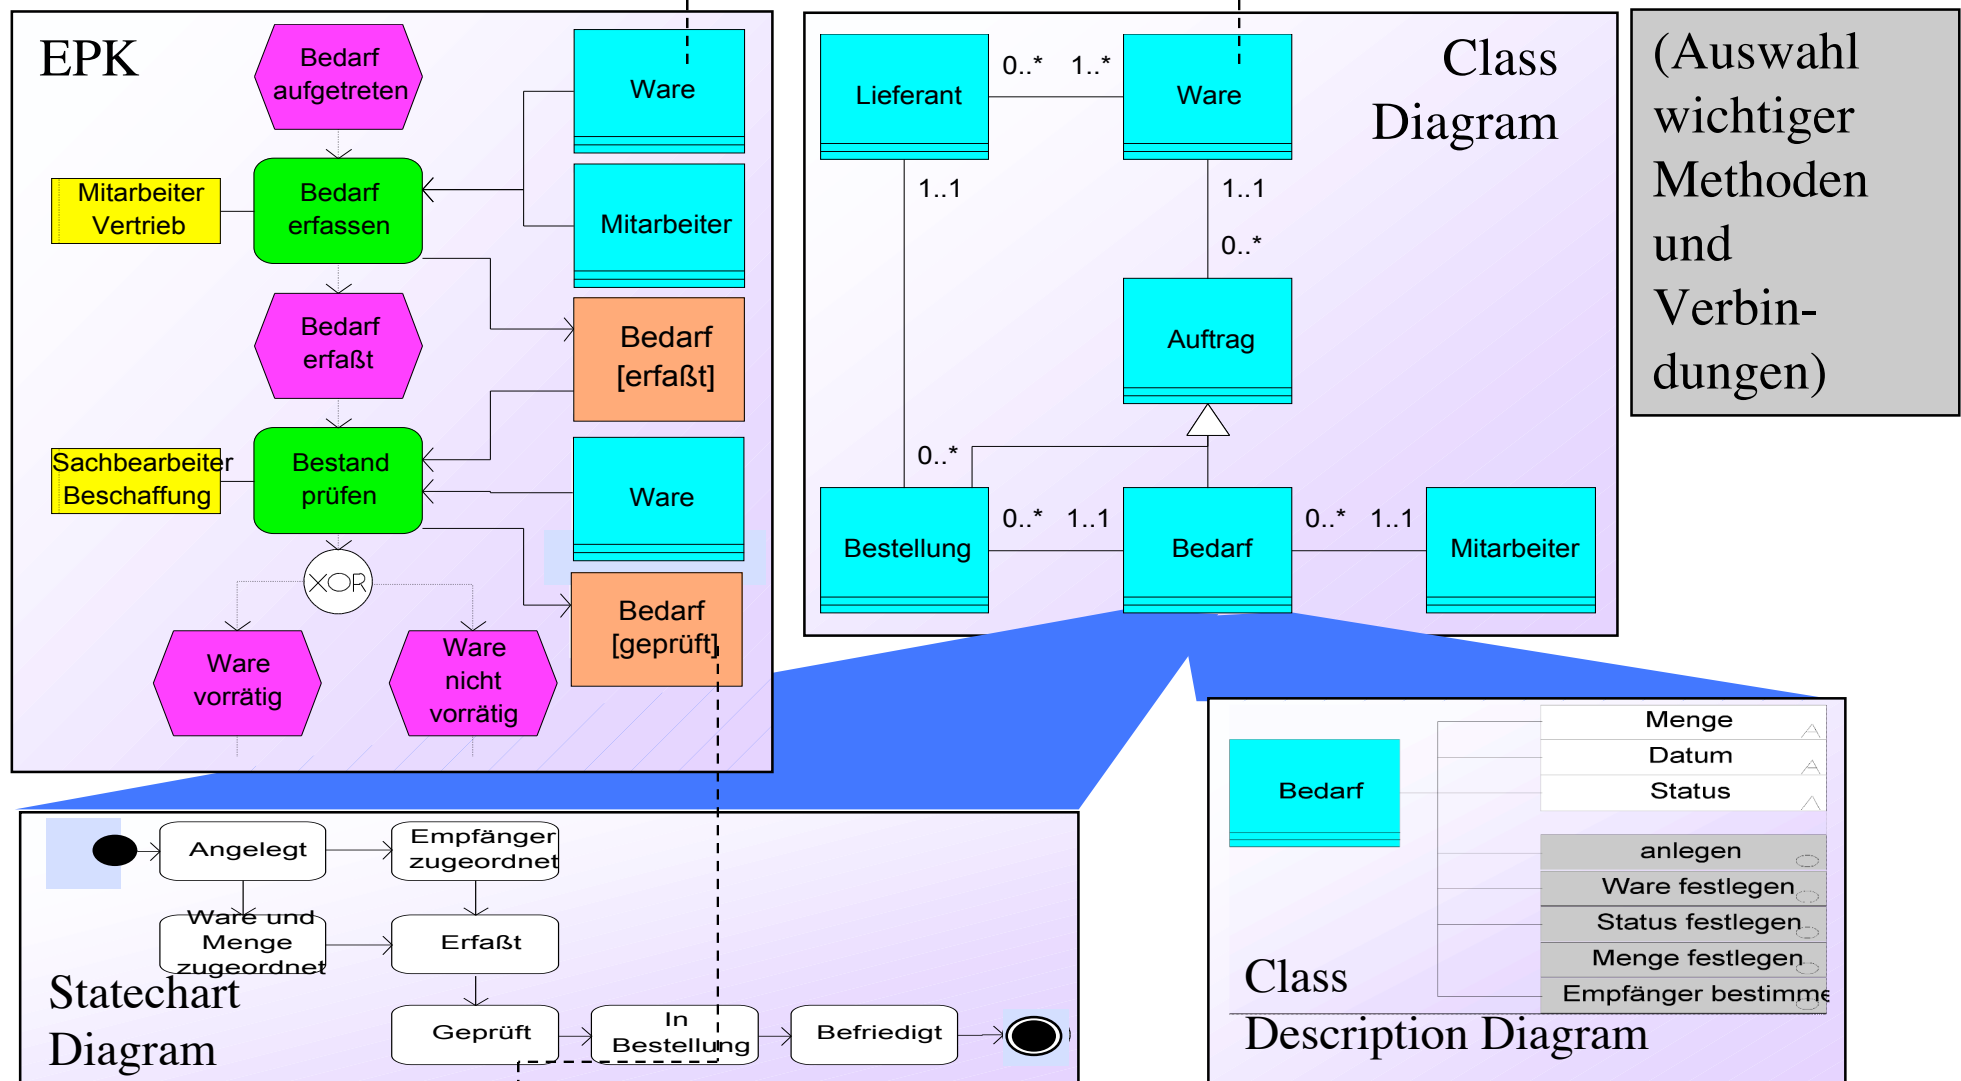 EPK
Bedarf
aufgetreten
Ware
Mitarbeiter
Vertrieb
Bedarf
erfassen
Mitarbeiter
Bedarf
erfaßt
Bedarf
[erfaßt]
Sachbearbeiter
Beschaffung
Bestand
prüfen
Ware
XOR
Bedarf
[geprüft]
Ware
vorrätig
Ware
nicht
vorrätig
Class
Diagram
Lieferant
0..*
1..*
Ware
1..1
1..1
0..*
Auftrag
0..*
Bestellung
0..*
1..1
Bedarf
0..*
1..1
Mitarbeiter
(Auswahl
wichtiger
Methoden
und
Verbin-
dungen)
Angelegt
Empfänger
zugeordnet
Ware und
Menge
zugeordnet
Erfaßt
Statechart
Diagram
Geprüft
In
Bestellung
Befriedigt
Bedarf
Menge
Datum
Status
anlegen
Ware festlegen
Status festlegen
Menge festlegen
Empfänger bestimme
Class
Description Diagram